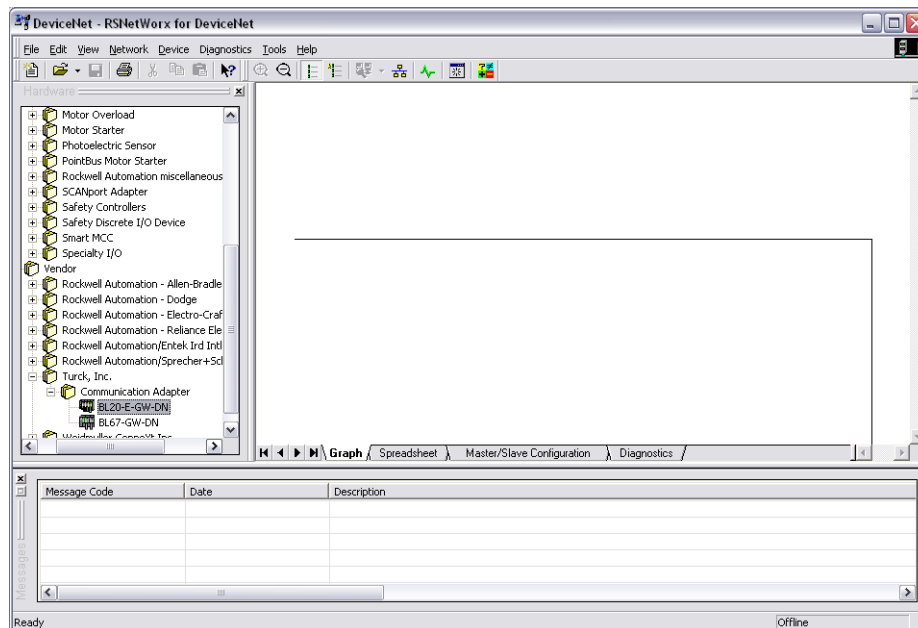 DeviceNet - RSNetWorx for DeviceNet
File Edit View Network Device Diagnostics Tools Help
Hardware
Motor Overload
Motor Starter
Photoelectric Sensor
PointBus Motor Starter
Rockwell Automation miscellaneous
SCANport Adapter
Safety Controllers
Safety Discrete I/O Device
Smart MCC
Specialty I/O
Vendor
Rockwell Automation - Allen-Bradle
Rockwell Automation - Dodge
Rockwell Automation - Electro-Craf
Rockwell Automation - Reliance Ele
Rockwell Automation/Entek Ird Intl
Rockwell Automation/Sprecher+Scl
Turck, Inc.
Communication Adapter
BL20-E-GW-DN
BL67-GW-DN
Graph Spreadsheet Master/Slave Configuration Diagnostics
Messages
Message Code Date Description
Ready Offline